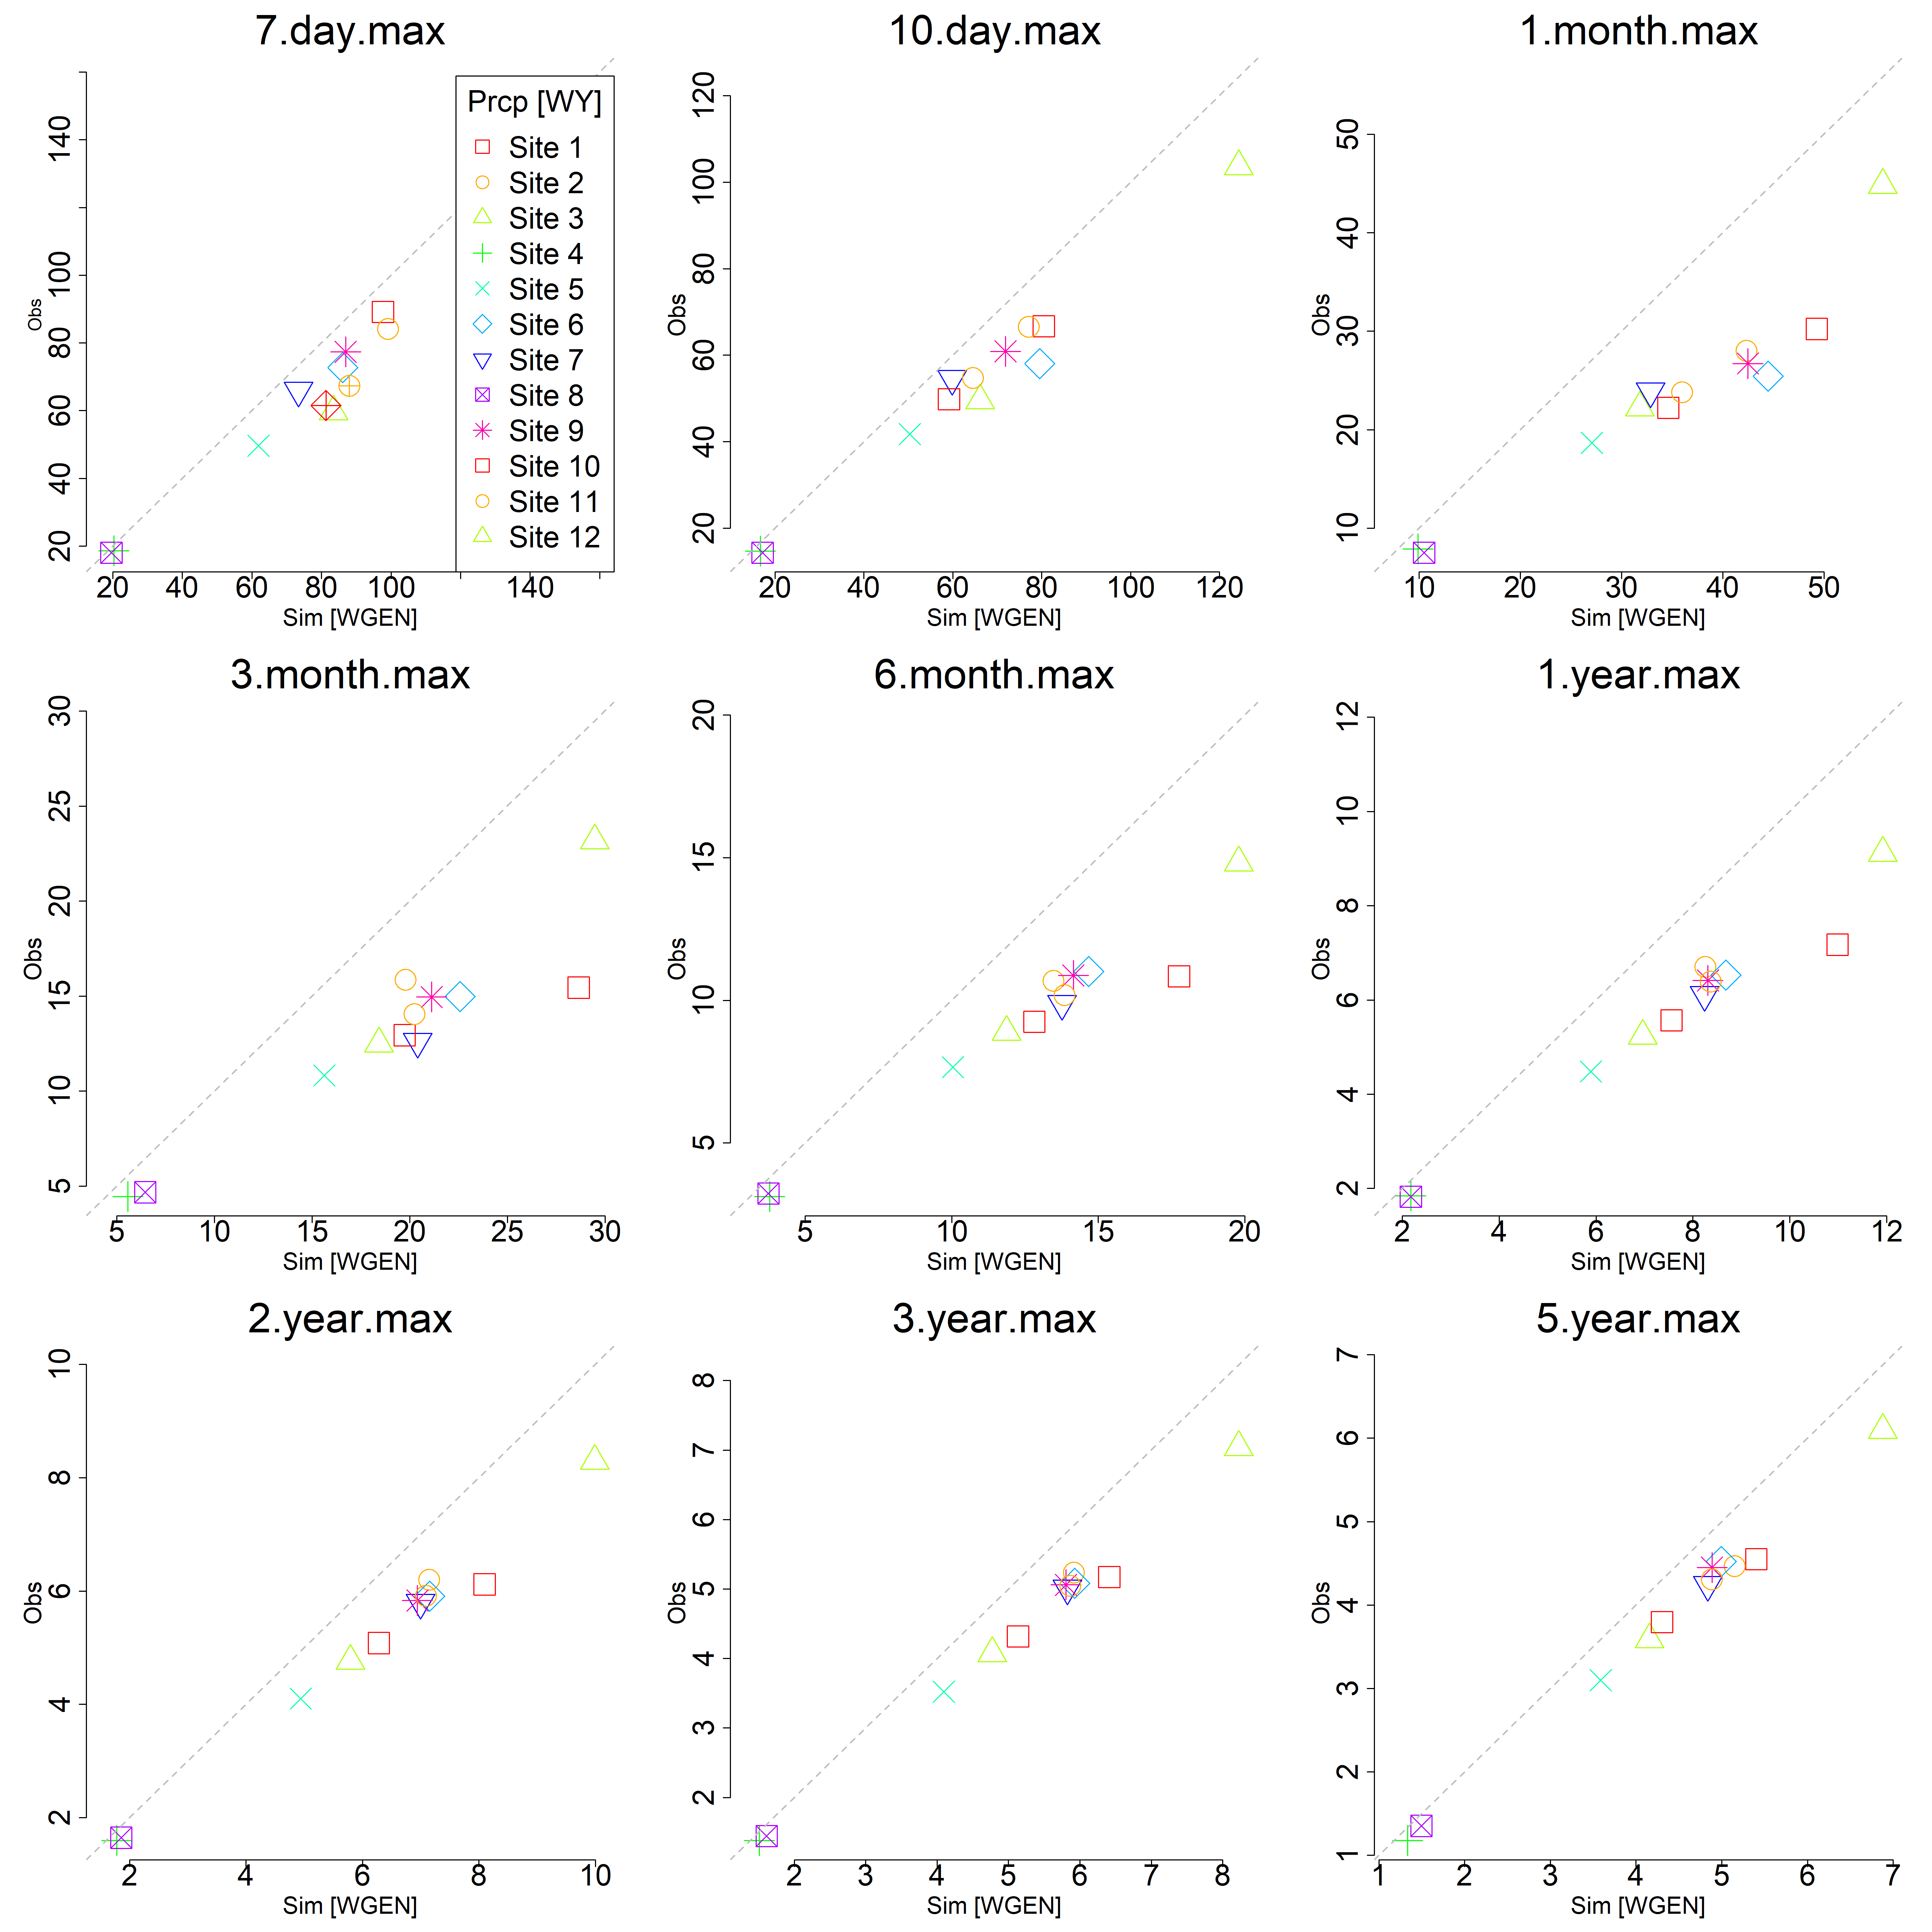 7.day.max
Obs
20 40 60 80 100 140
20 40 60 80 100 140
Sim [WGEN]
Prcp [WY]
Site 1
Site 2
Site 3
Site 4
Site 5
Site 6
Site 7
Site 8
Site 9
Site 10
Site 11
Site 12
10.day.max
Obs
20 40 60 80 100 120
20 40 60 80 100 120
Sim [WGEN]
1.month.max
Obs
10 20 30 40 50
10 20 30 40 50
Sim [WGEN]
3.month.max
Obs
5 10 15 20 25 30
5 10 15 20 25 30
Sim [WGEN]
6.month.max
Obs
5 10 15 20
5 10 15 20
Sim [WGEN]
1.year.max
Obs
2 4 6 8 10 12
2 4 6 8 10 12
Sim [WGEN]
2.year.max
Obs
2 4 6 8 10
2 4 6 8 10
Sim [WGEN]
3.year.max
Obs
2 3 4 5 6 7 8
2 3 4 5 6 7 8
Sim [WGEN]
5.year.max
Obs
1 2 3 4 5 6 7
1 2 3 4 5 6 7
Sim [WGEN]